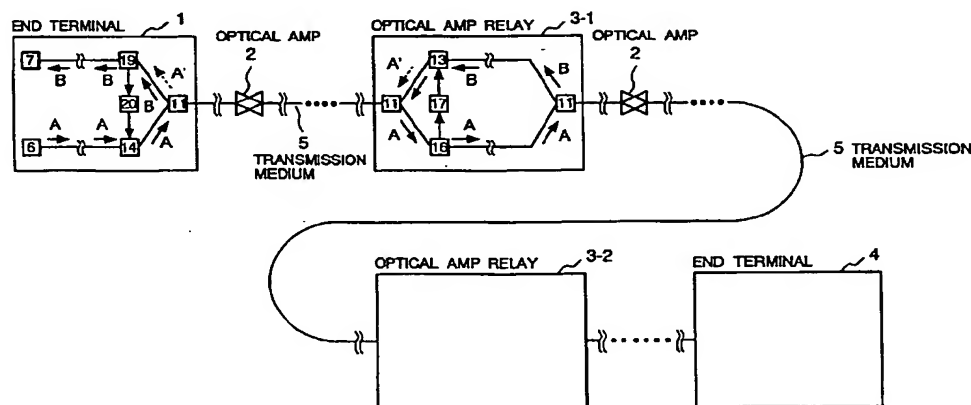 END TERMINAL 1
OPTICAL AMP 2
OPTICAL AMP RELAY 3-1
OPTICAL AMP 2
7 B B 19 A'
20 B 11
6 A A 14 A
5 TRANSMISSION MEDIUM
A' 13 B B
11 17 11
A 16 A A
5 TRANSMISSION MEDIUM
OPTICAL AMP RELAY 3-2
END TERMINAL 4